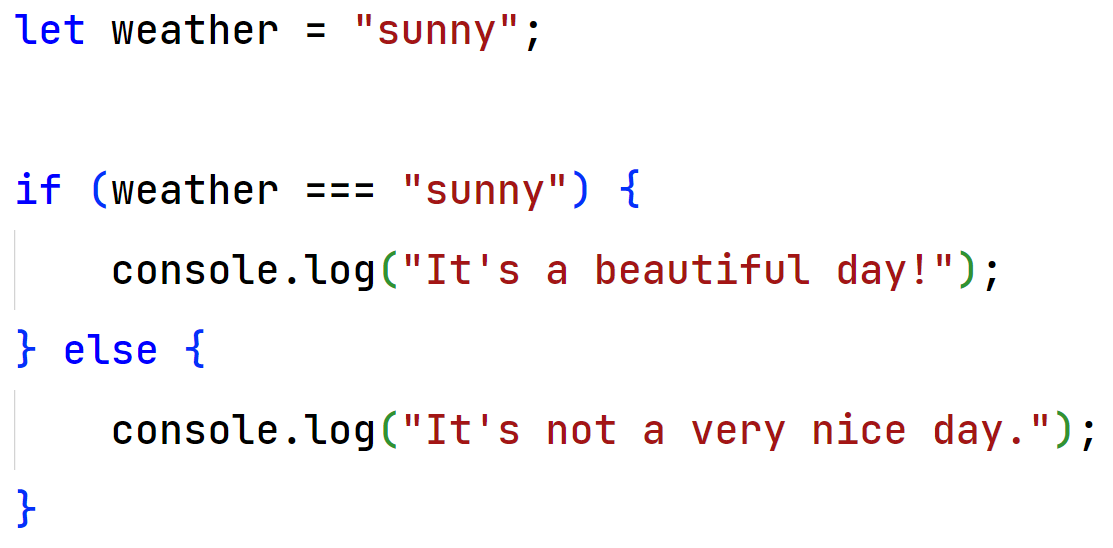 let weather = "sunny";
if (weather === "sunny") {
    console.log("It's a beautiful day!");
} else {
    console.log("It's not a very nice day.");
}